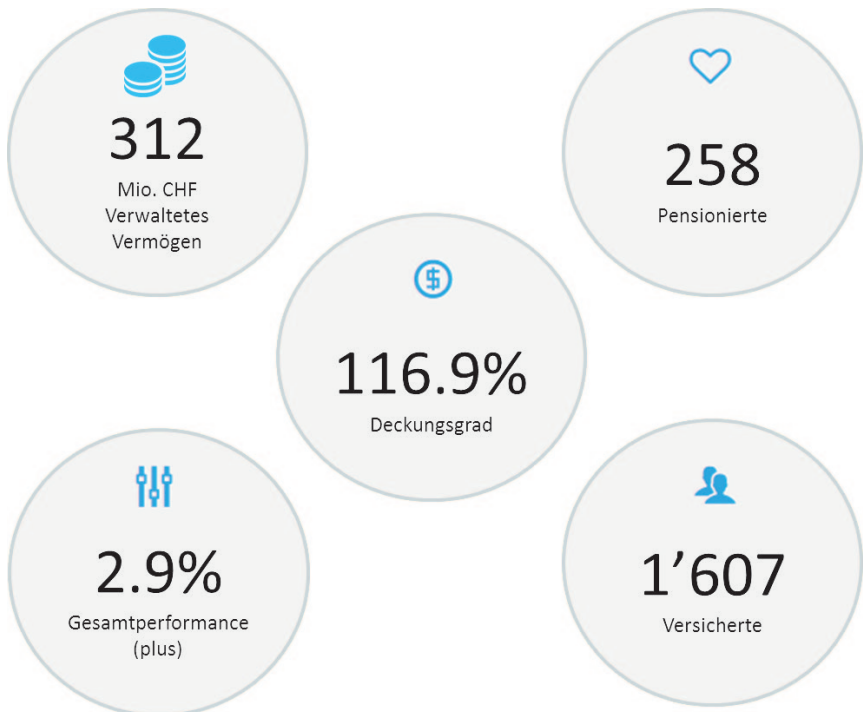 312
Mio. CHF
Verwaltetes
Vermögen
258
Pensionierte
116.9%
Deckungsgrad
2.9%
Gesamtperformance
(plus)
1’607
Versicherte